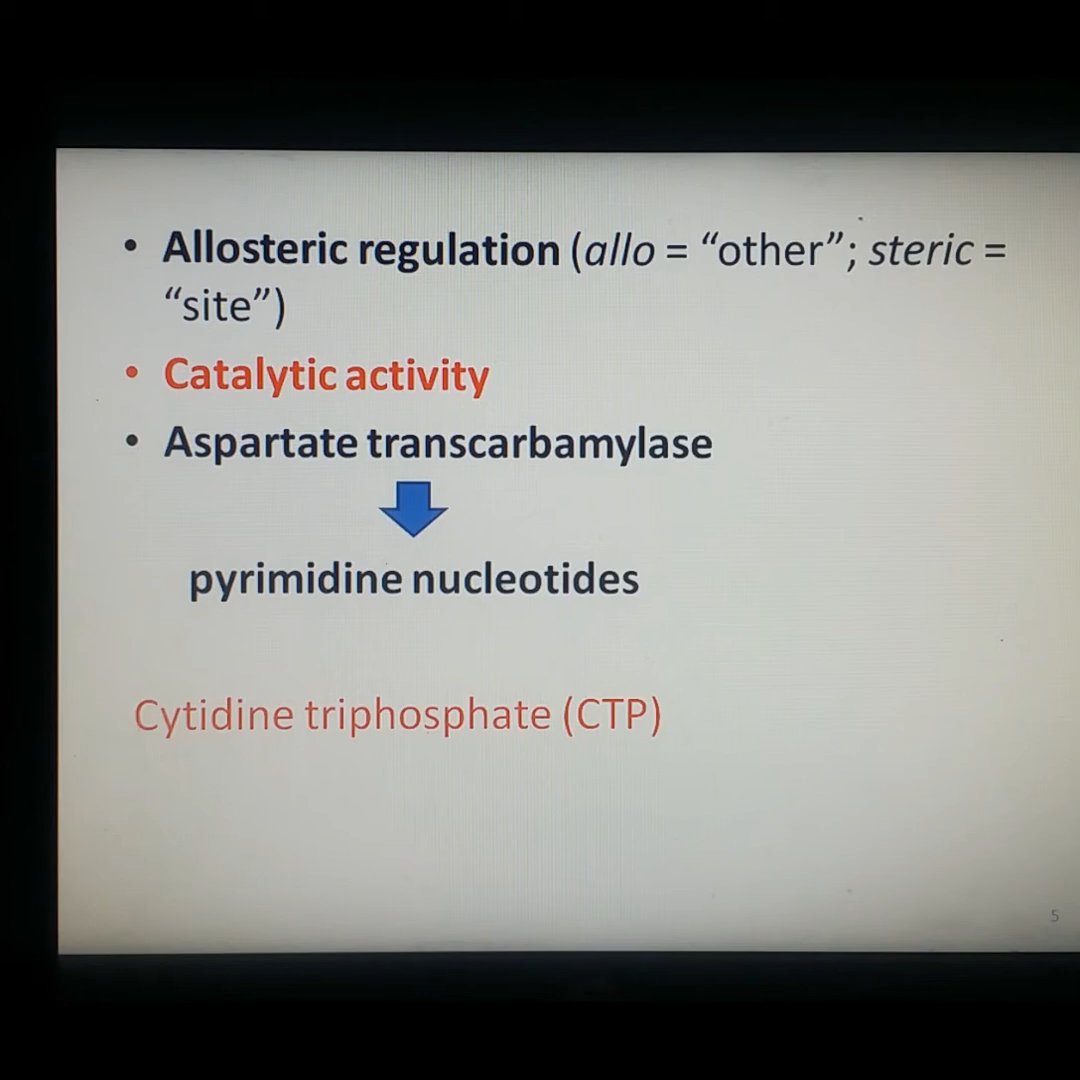 • Allosteric regulation (allo = “other”; steric =
“site”)
• Catalytic activity
• Aspartate transcarbamylase
pyrimidine nucleotides
Cytidine triphosphate (CTP)
5